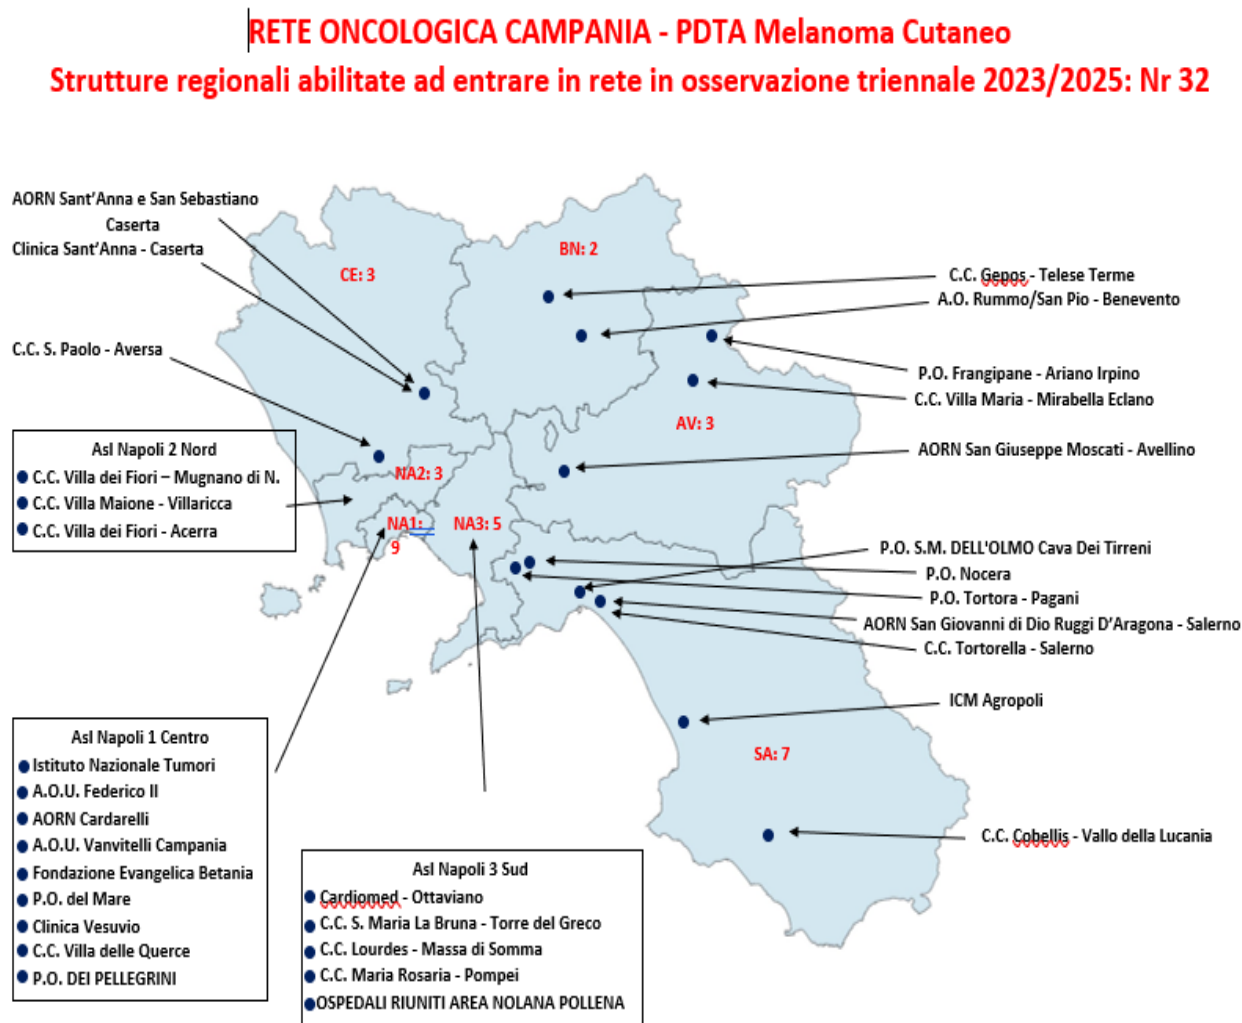 RETE ONCOLOGICA CAMPANIA - PDTA Melanoma Cutaneo
Strutture regionali abilitate ad entrare in rete in osservazione triennale 2023/2025: Nr 32
AORN Sant'Anna e San Sebastiano
Caserta
Clinica Sant'Anna - Caserta
C.C. S. Paolo - Aversa
CE: 3
BN: 2
C.C. Gepos - Telese Terme
A.O. Rummo/San Pio - Benevento
P.O. Frangipane - Ariano Irpino
C.C. Villa Maria - Mirabella Eclano
AV: 3
AORN San Giuseppe Moscati - Avellino
Asl Napoli 2 Nord
C.C. Villa dei Fiori – Mugnano di N.
C.C. Villa Maione - Villaricca
C.C. Villa dei Fiori - Acerra
NA2: 3
NA1:
9
NA3: 5
P.O. S.M. DELL'OLMO Cava Dei Tirreni
P.O. Nocera
P.O. Tortora - Pagani
AORN San Giovanni di Dio Ruggi D'Aragona - Salerno
C.C. Tortorella - Salerno
ICM Agropoli
SA: 7
C.C. Cobellis - Vallo della Lucania
Asl Napoli 1 Centro
Istituto Nazionale Tumori
A.O.U. Federico II
AORN Cardarelli
A.O.U. Vanvitelli Campania
Fondazione Evangelica Betania
P.O. del Mare
Clinica Vesuvio
C.C. Villa delle Querce
P.O. DEI PELLEGRINI
Asl Napoli 3 Sud
Cardiomed - Ottaviano
C.C. S. Maria La Bruna - Torre del Greco
C.C. Lourdes - Massa di Somma
C.C. Maria Rosaria - Pompei
OSPEDALI RIUNITI AREA NOLANA POLLENA